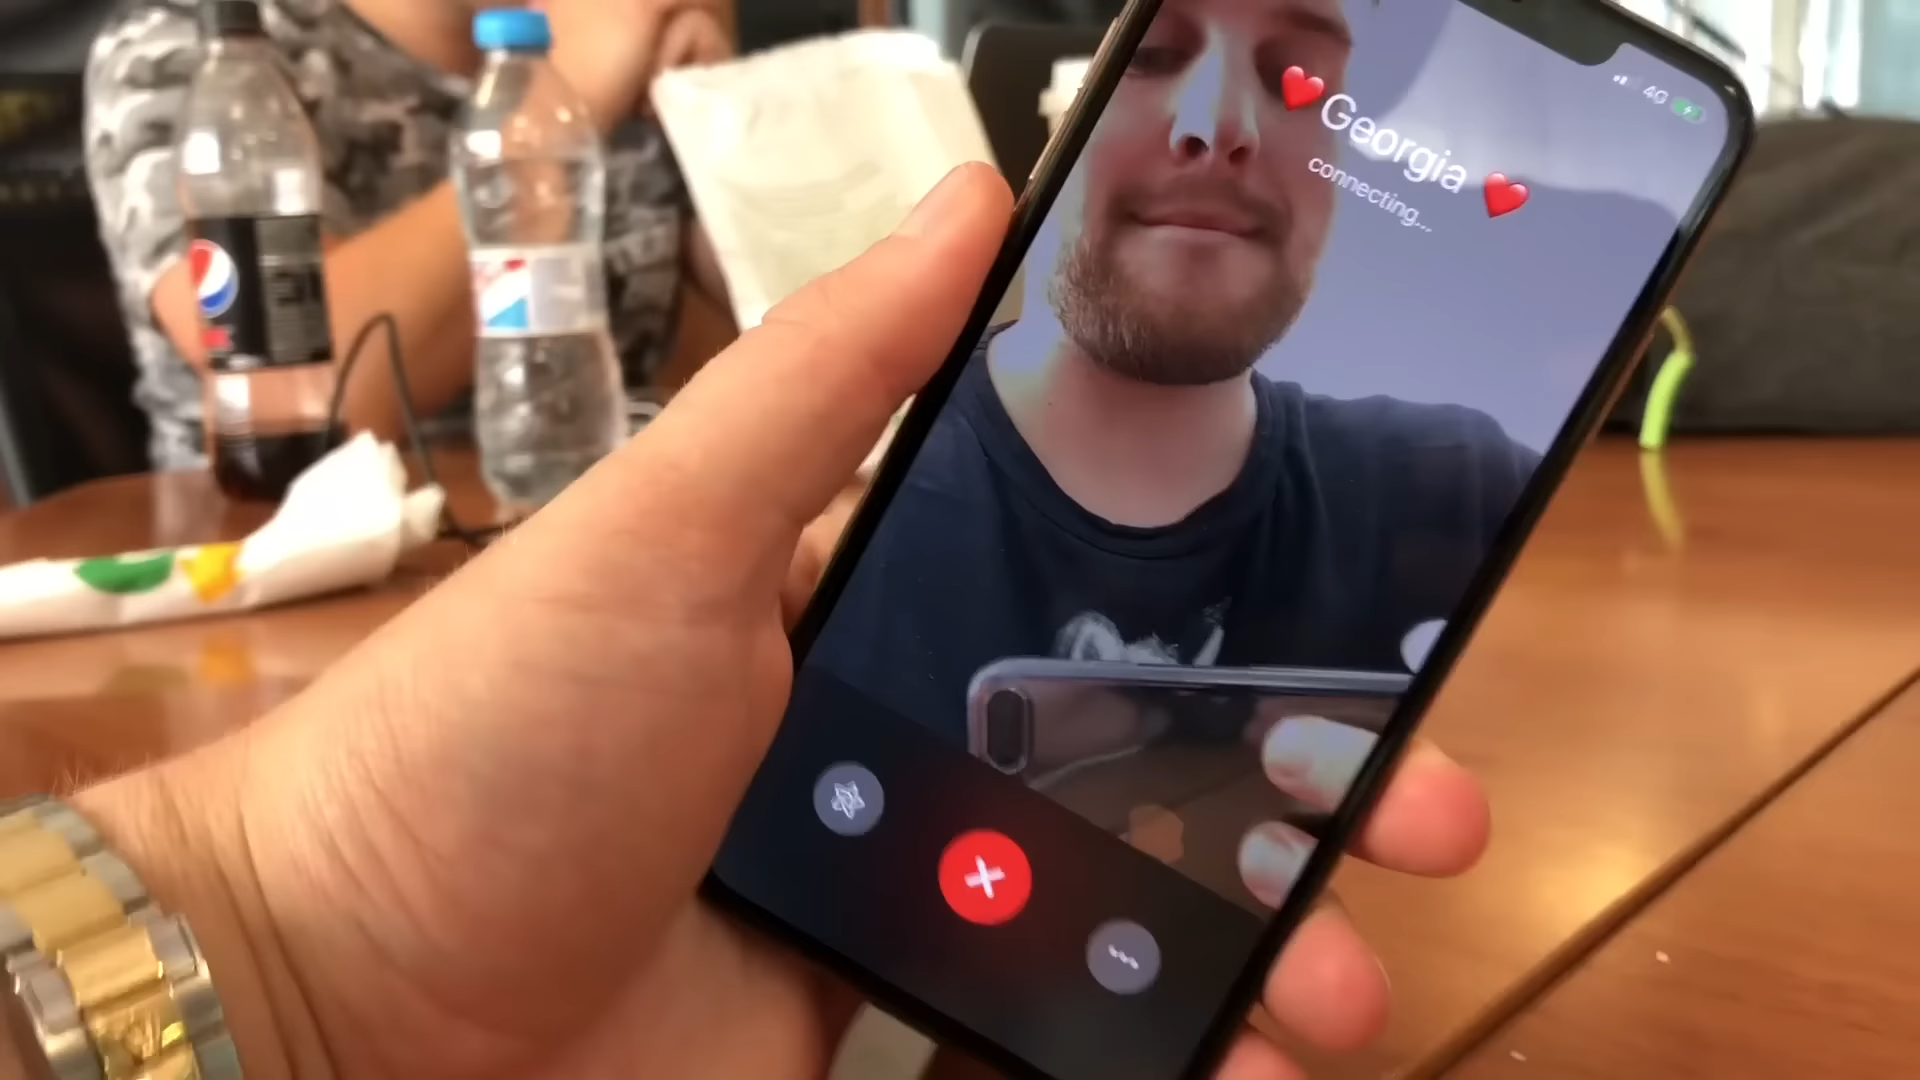 4G
❤️Georgia ❤️
connecting...